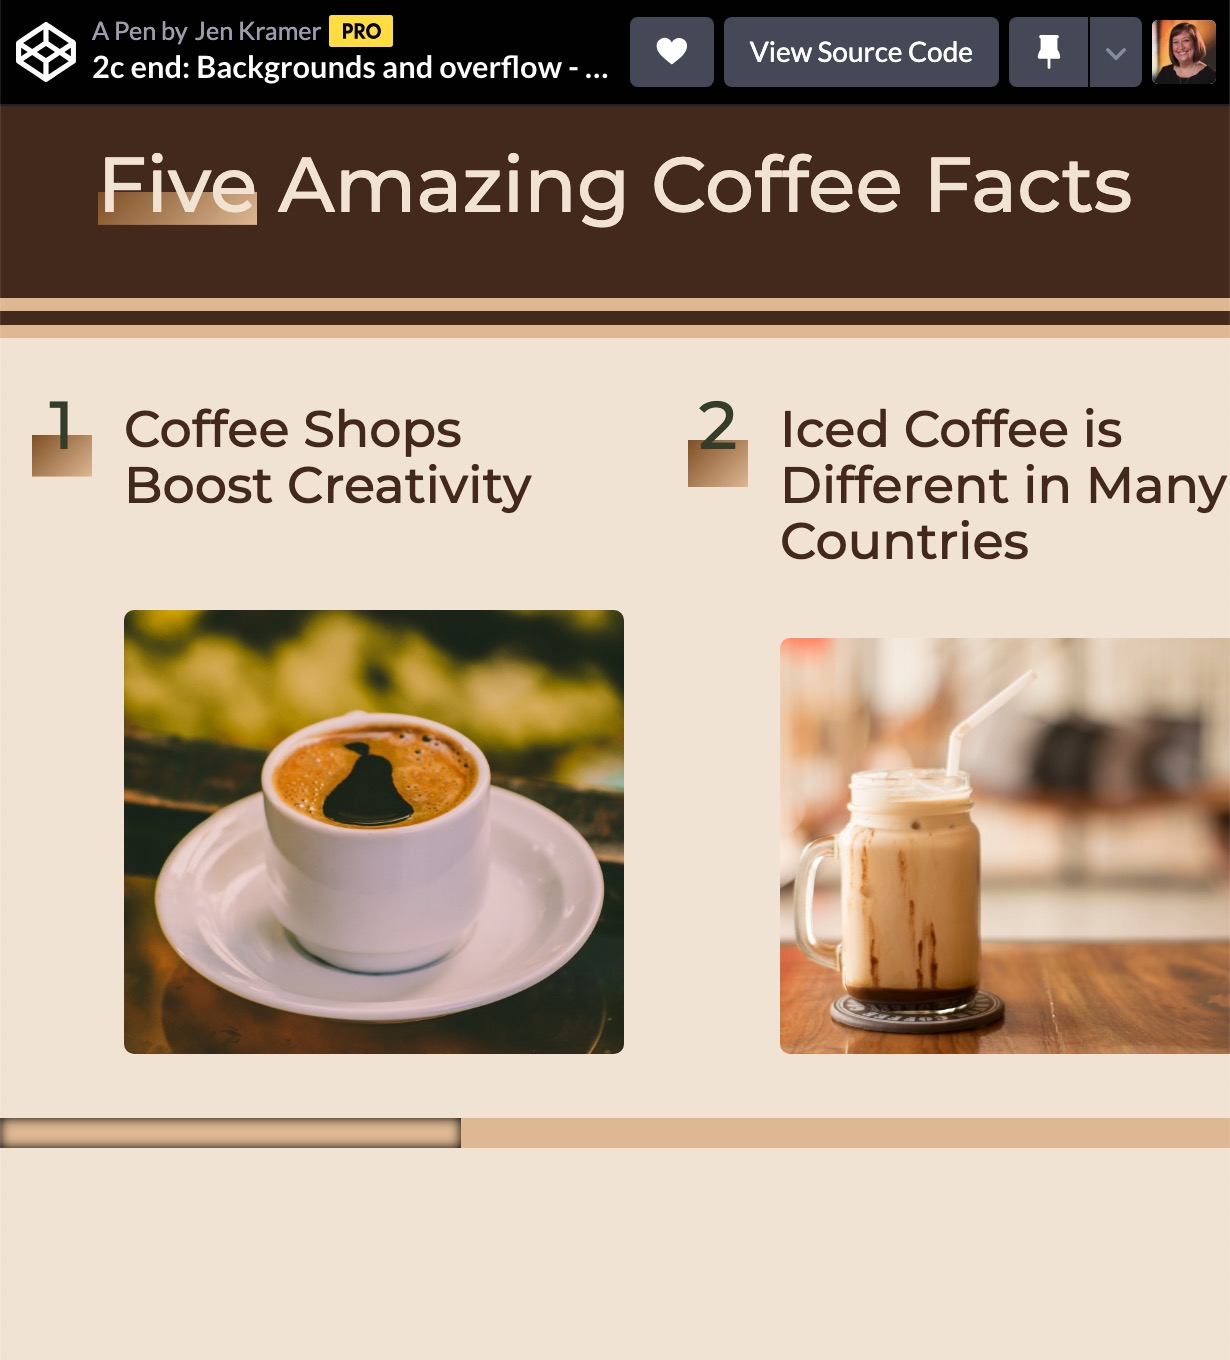 A Pen by Jen Kramer PRO
2c end: Backgrounds and overflow - ...
View Source Code
Five Amazing Coffee Facts
1
Coffee Shops
Boost Creativity
2
Iced Coffee is
Different in Many
Countries